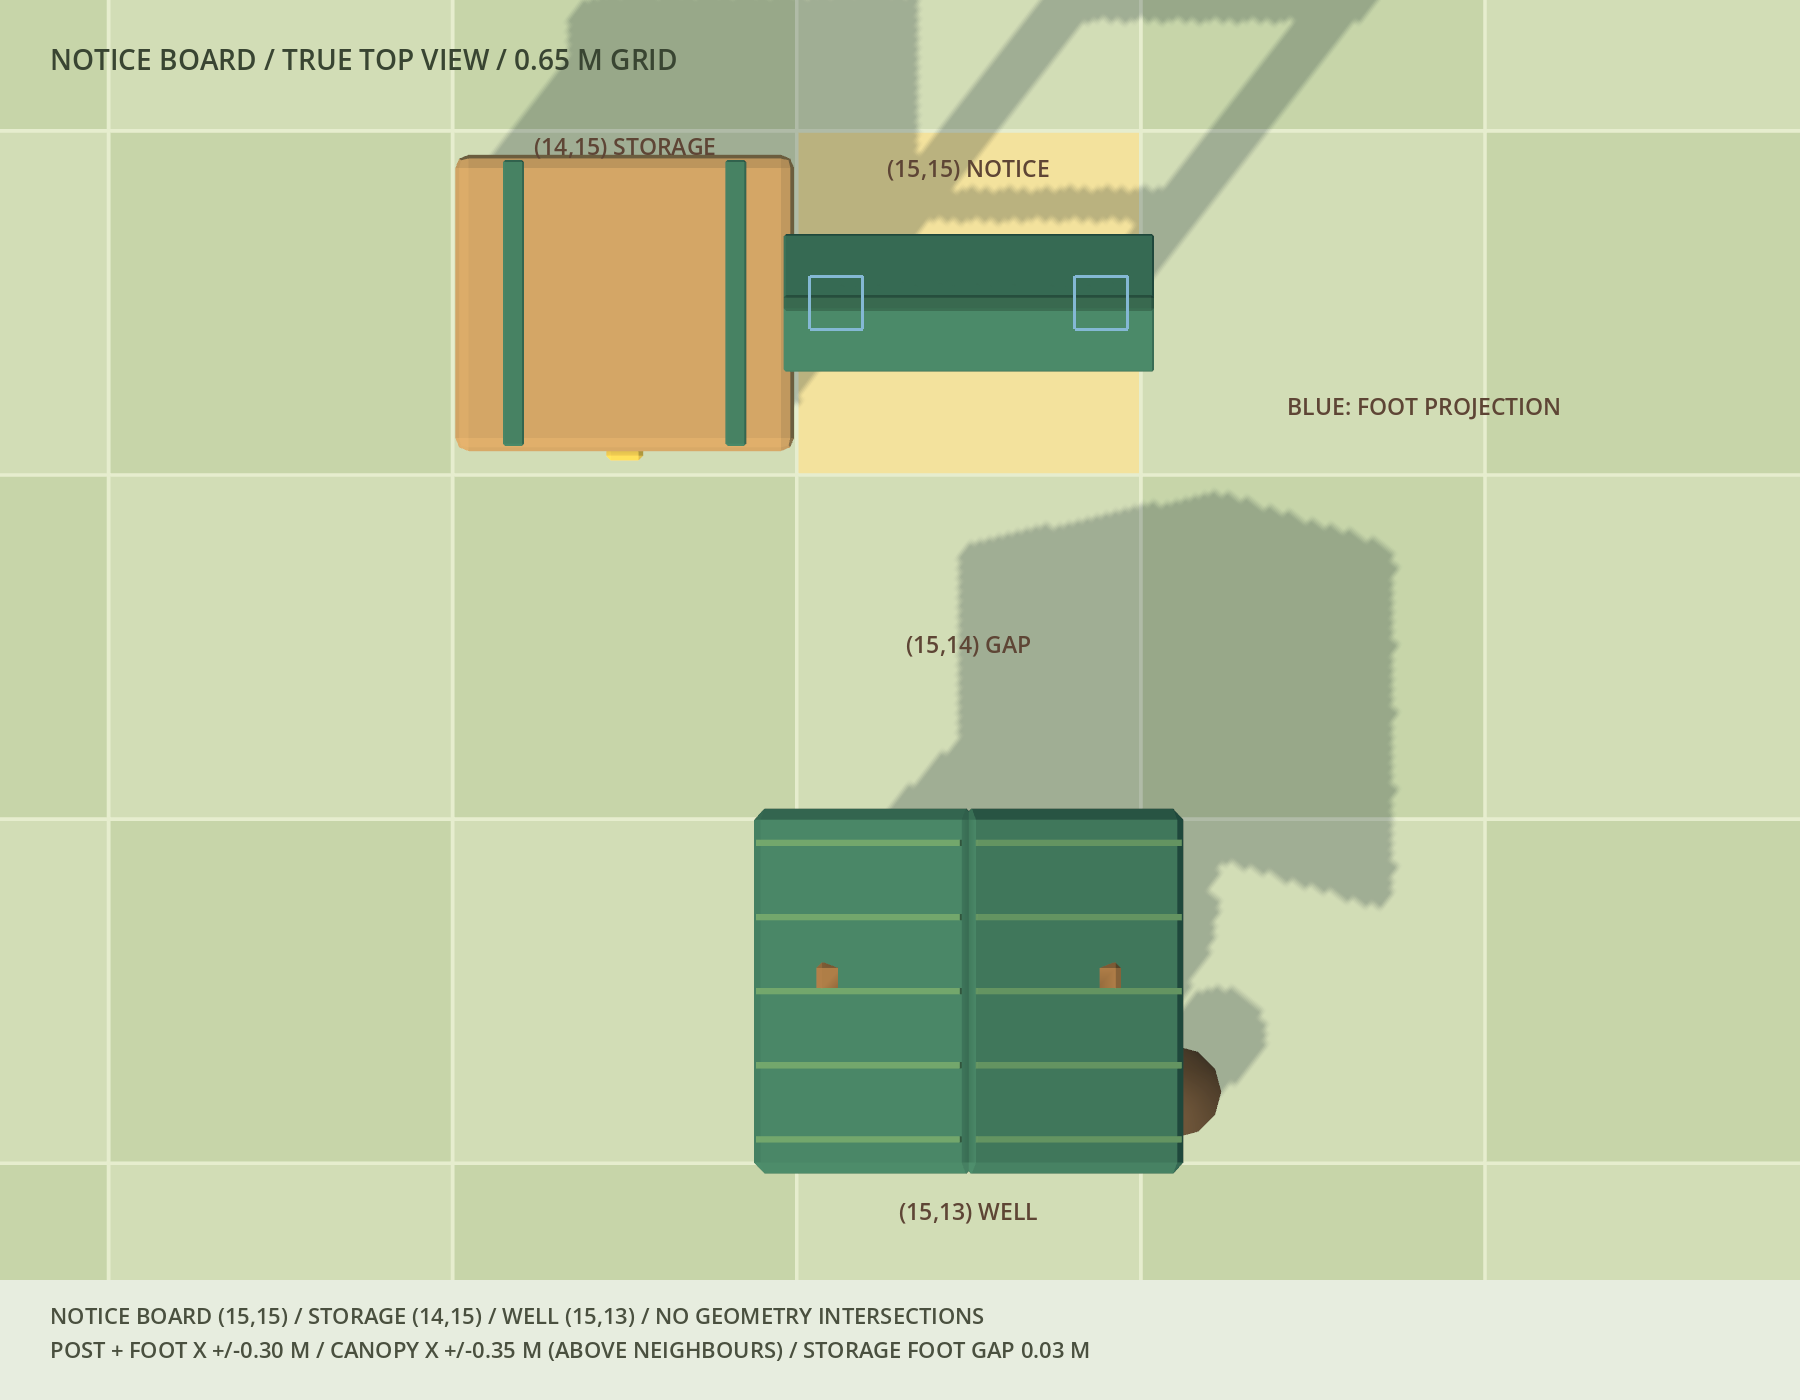 NOTICE BOARD / TRUE TOP VIEW / 0.65 M GRID
(14,15) STORAGE
(15,15) NOTICE
BLUE: FOOT PROJECTION
(15,14) GAP
(15,13) WELL
NOTICE BOARD (15,15) / STORAGE (14,15) / WELL (15,13) / NO GEOMETRY INTERSECTIONS
POST + FOOT X +/-0.30 M / CANOPY X +/-0.35 M (ABOVE NEIGHBOURS) / STORAGE FOOT GAP 0.03 M